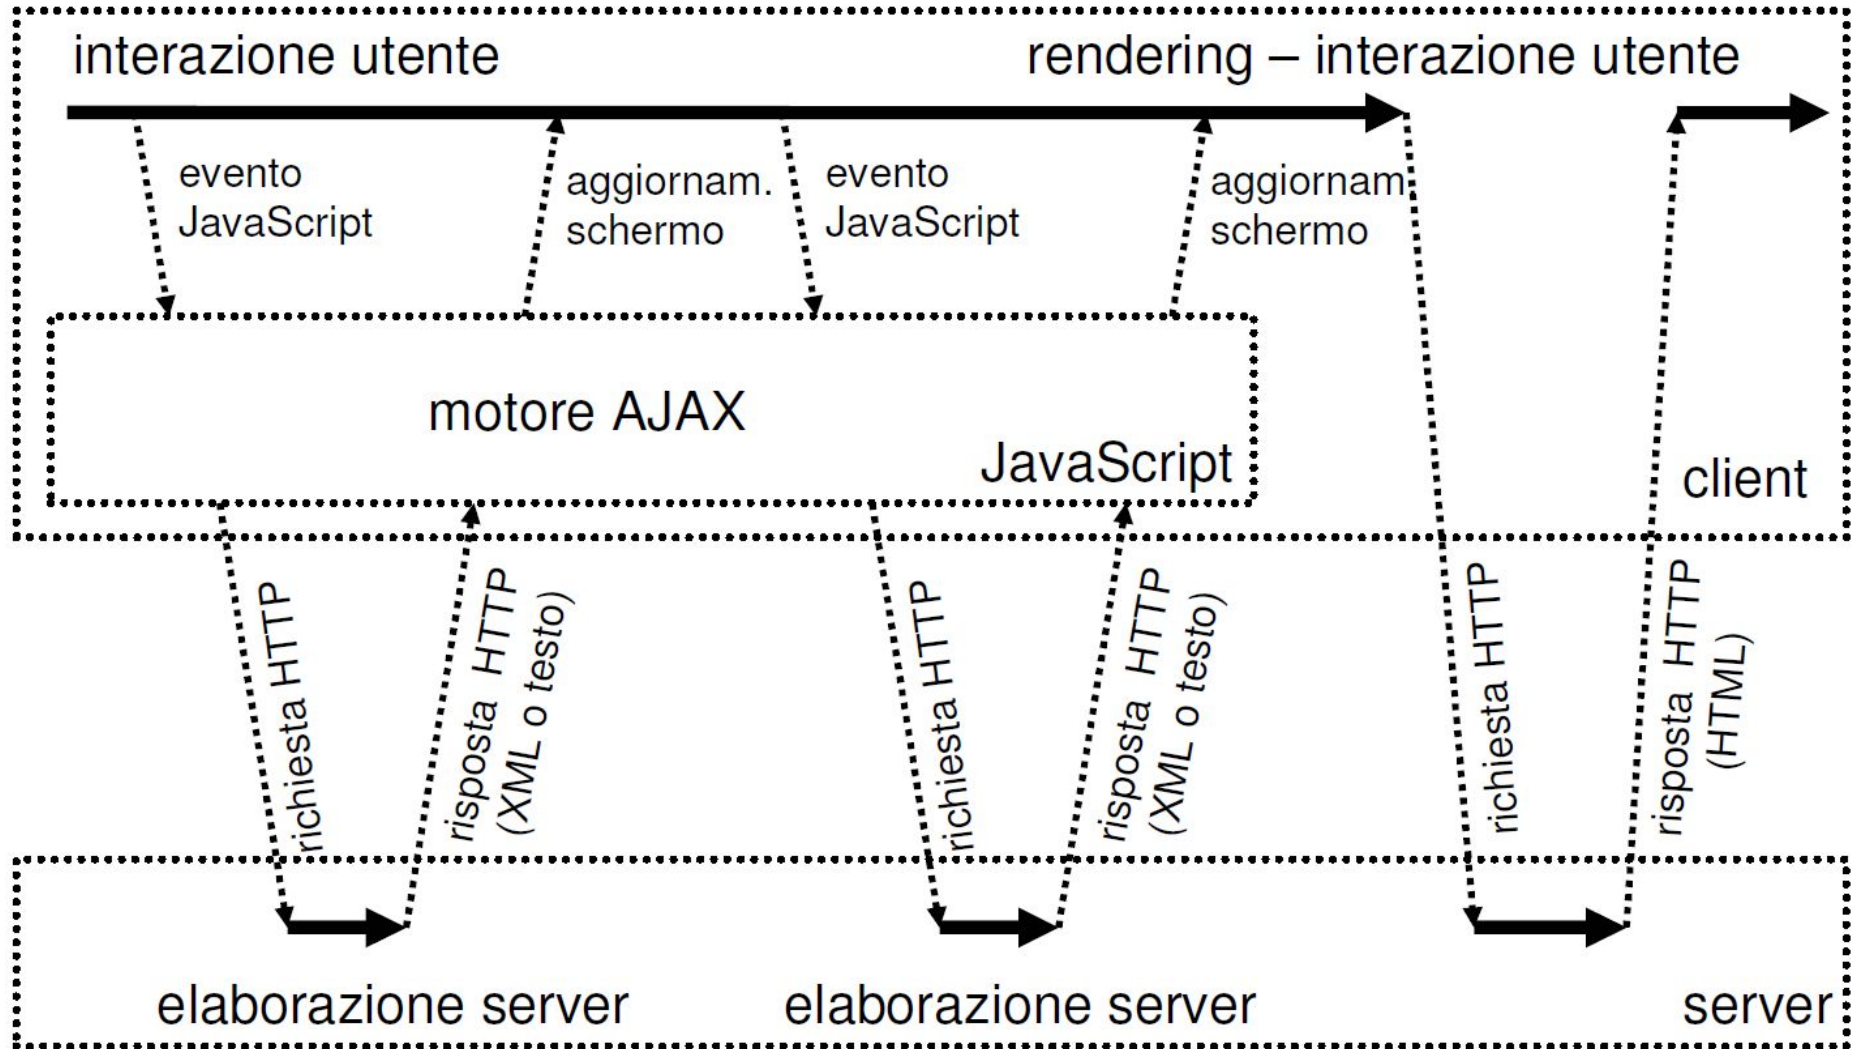 interazione utente
rendering – interazione utente
evento
JavaScript
aggiornam.
schermo
evento
JavaScript
aggiornam.
schermo
motore AJAX
JavaScript
client
richiesta HTTP
risposta HTTP
(XML o testo)
richiesta HTTP
risposta HTTP
(XML o testo)
richiesta HTTP
risposta HTTP
(HTML)
elaborazione server
elaborazione server
server